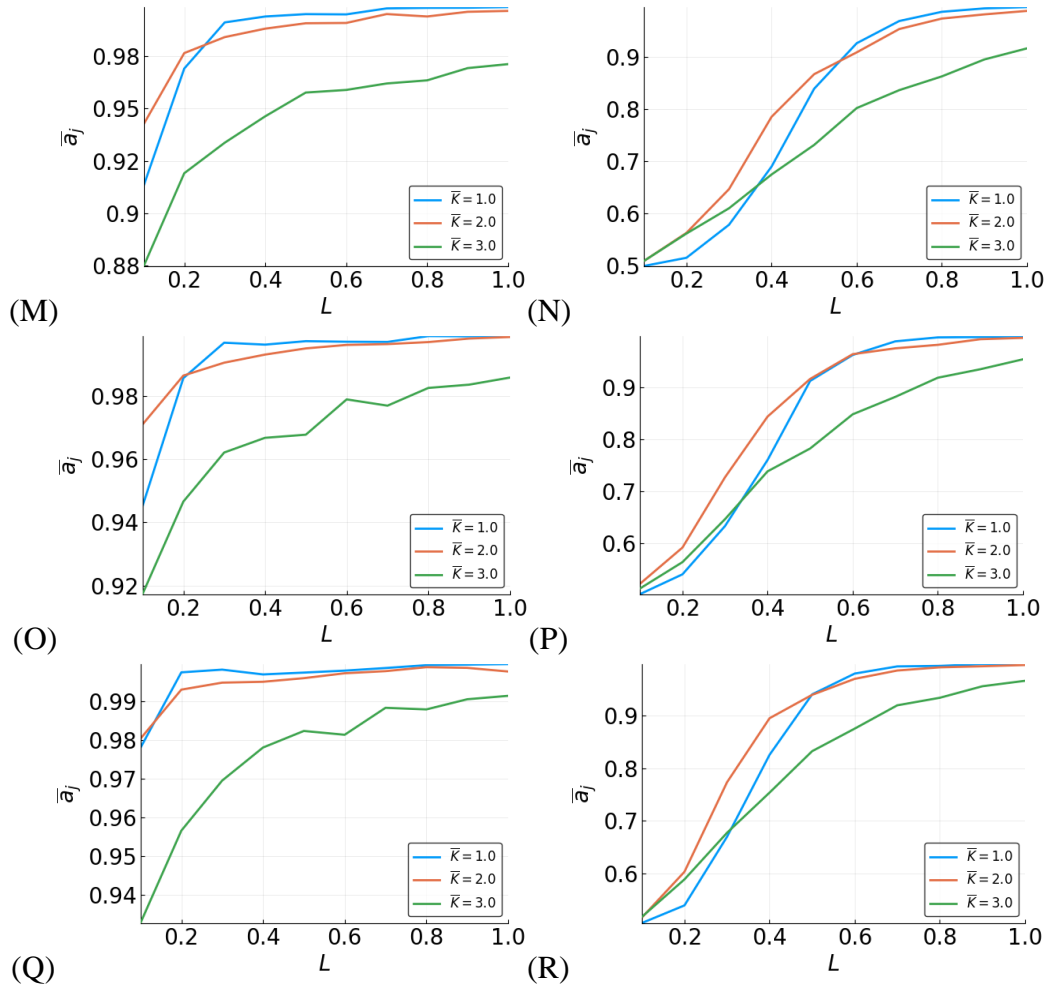 0.98
0.95
0.92
0.9
0.88
a̅ⱼ
0.2 0.4 0.6 0.8 1.0
L
K̅ = 1.0
K̅ = 2.0
K̅ = 3.0
(M)
0.9
0.8
0.7
0.6
0.5
a̅ⱼ
0.2 0.4 0.6 0.8 1.0
L
K̅ = 1.0
K̅ = 2.0
K̅ = 3.0
(N)
0.98
0.96
0.94
0.92
a̅ⱼ
0.2 0.4 0.6 0.8 1.0
L
K̅ = 1.0
K̅ = 2.0
K̅ = 3.0
(O)
0.9
0.8
0.7
0.6
a̅ⱼ
0.2 0.4 0.6 0.8 1.0
L
K̅ = 1.0
K̅ = 2.0
K̅ = 3.0
(P)
0.99
0.98
0.97
0.96
0.95
0.94
a̅ⱼ
0.2 0.4 0.6 0.8 1.0
L
K̅ = 1.0
K̅ = 2.0
K̅ = 3.0
(Q)
0.9
0.8
0.7
0.6
a̅ⱼ
0.2 0.4 0.6 0.8 1.0
L
K̅ = 1.0
K̅ = 2.0
K̅ = 3.0
(R)